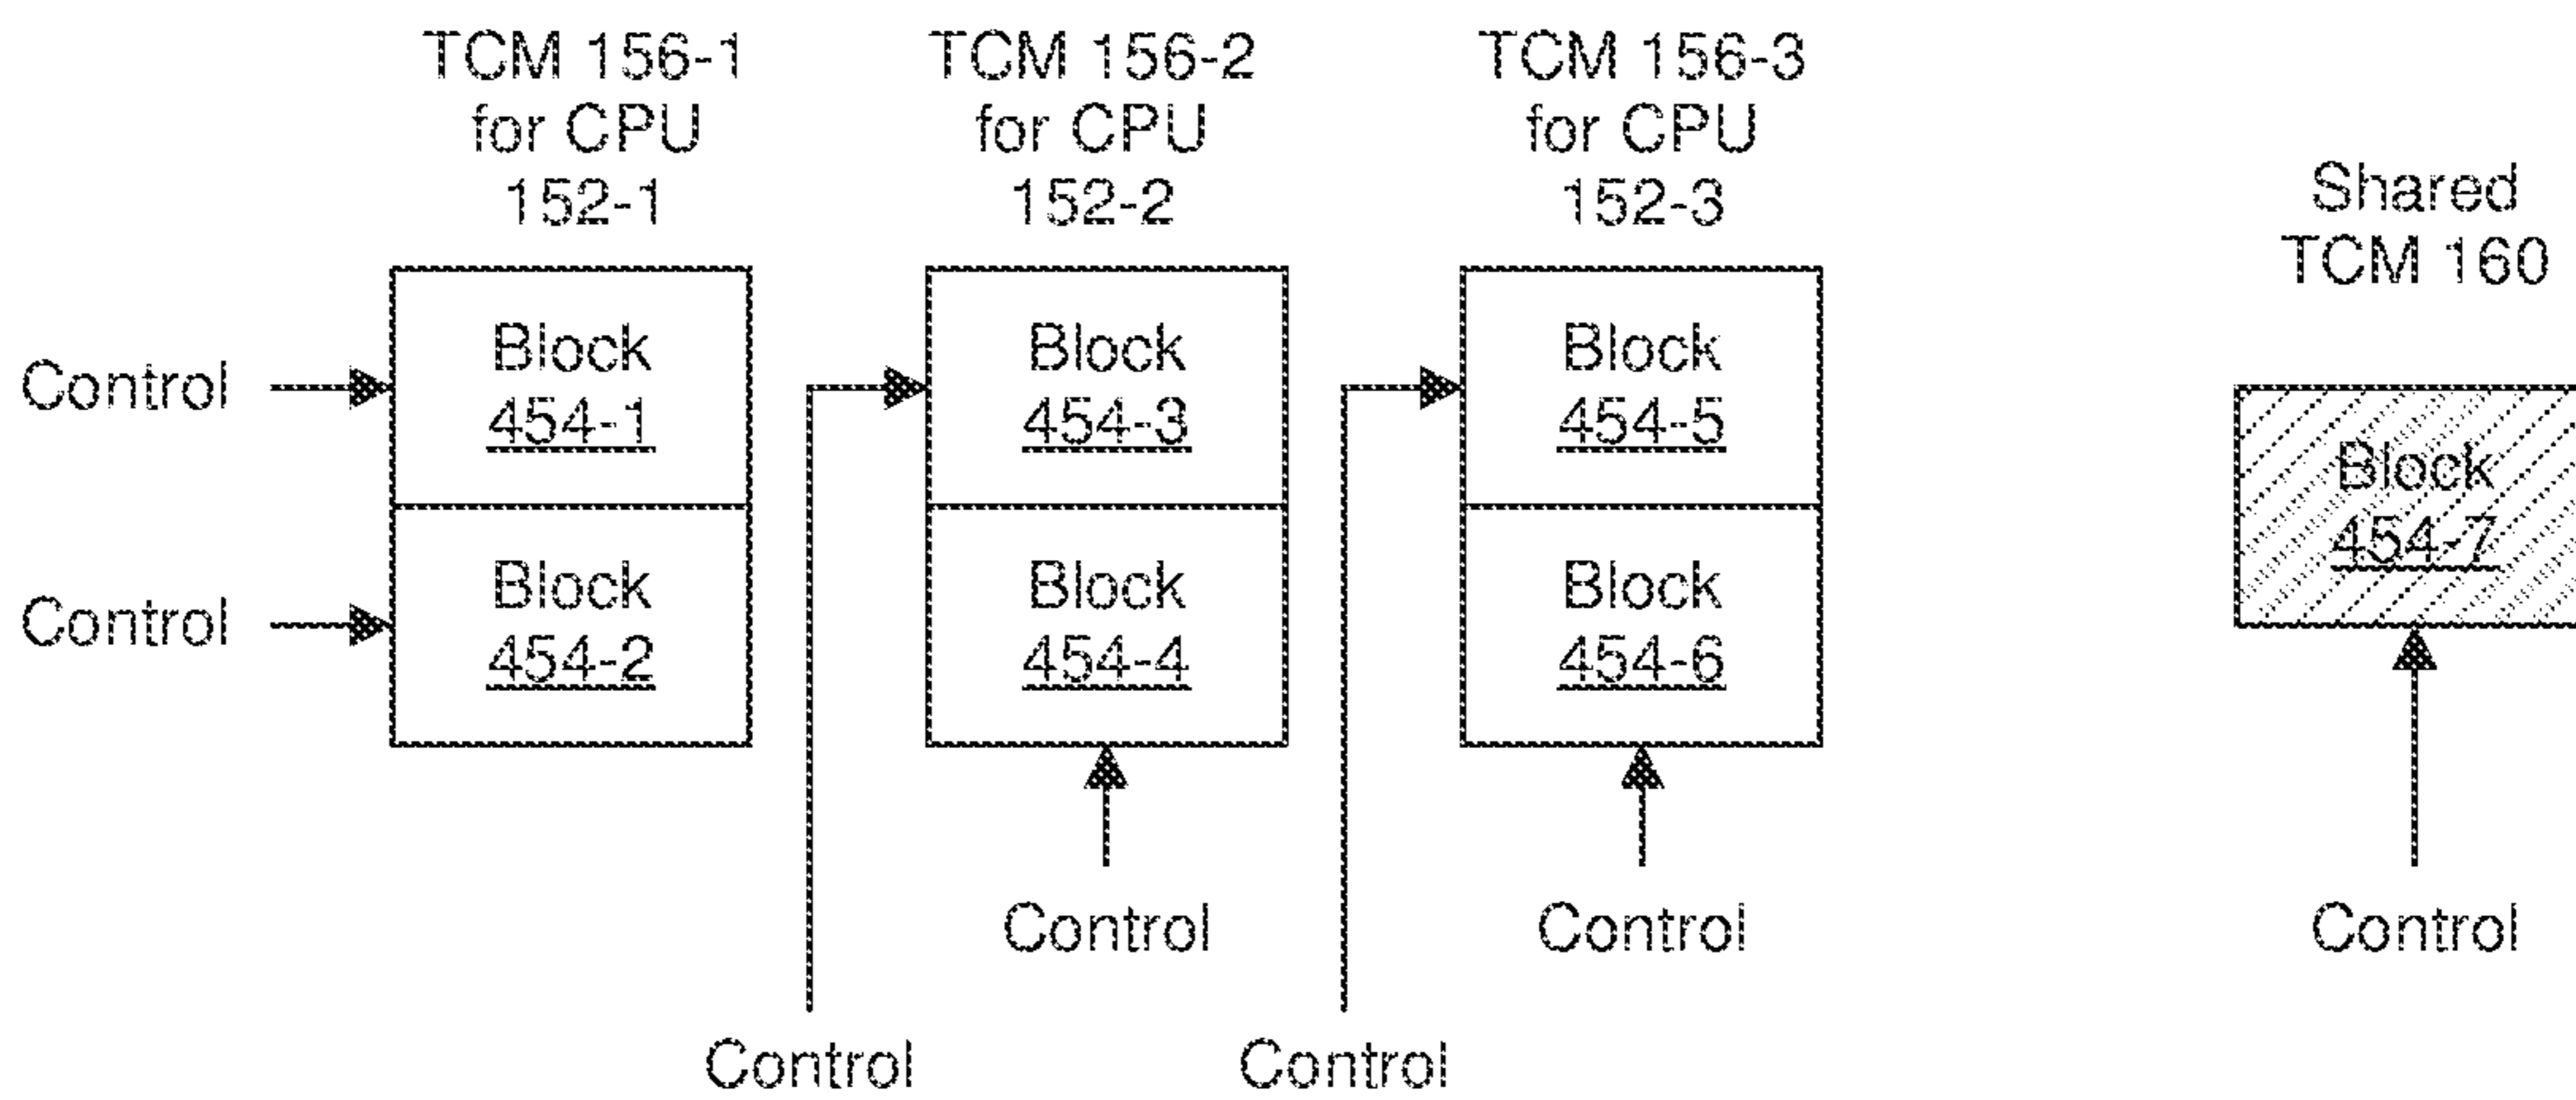 TCM 156-1
for CPU
152-1
TCM 156-2
for CPU
152-2
TCM 156-3
for CPU
152-3
Shared
TCM 160
Control
Block
454-1
Block
454-3
Block
454-5
Block
454-7
Control
Block
454-2
Block
454-4
Block
454-6
Control
Control
Control
Control
Control